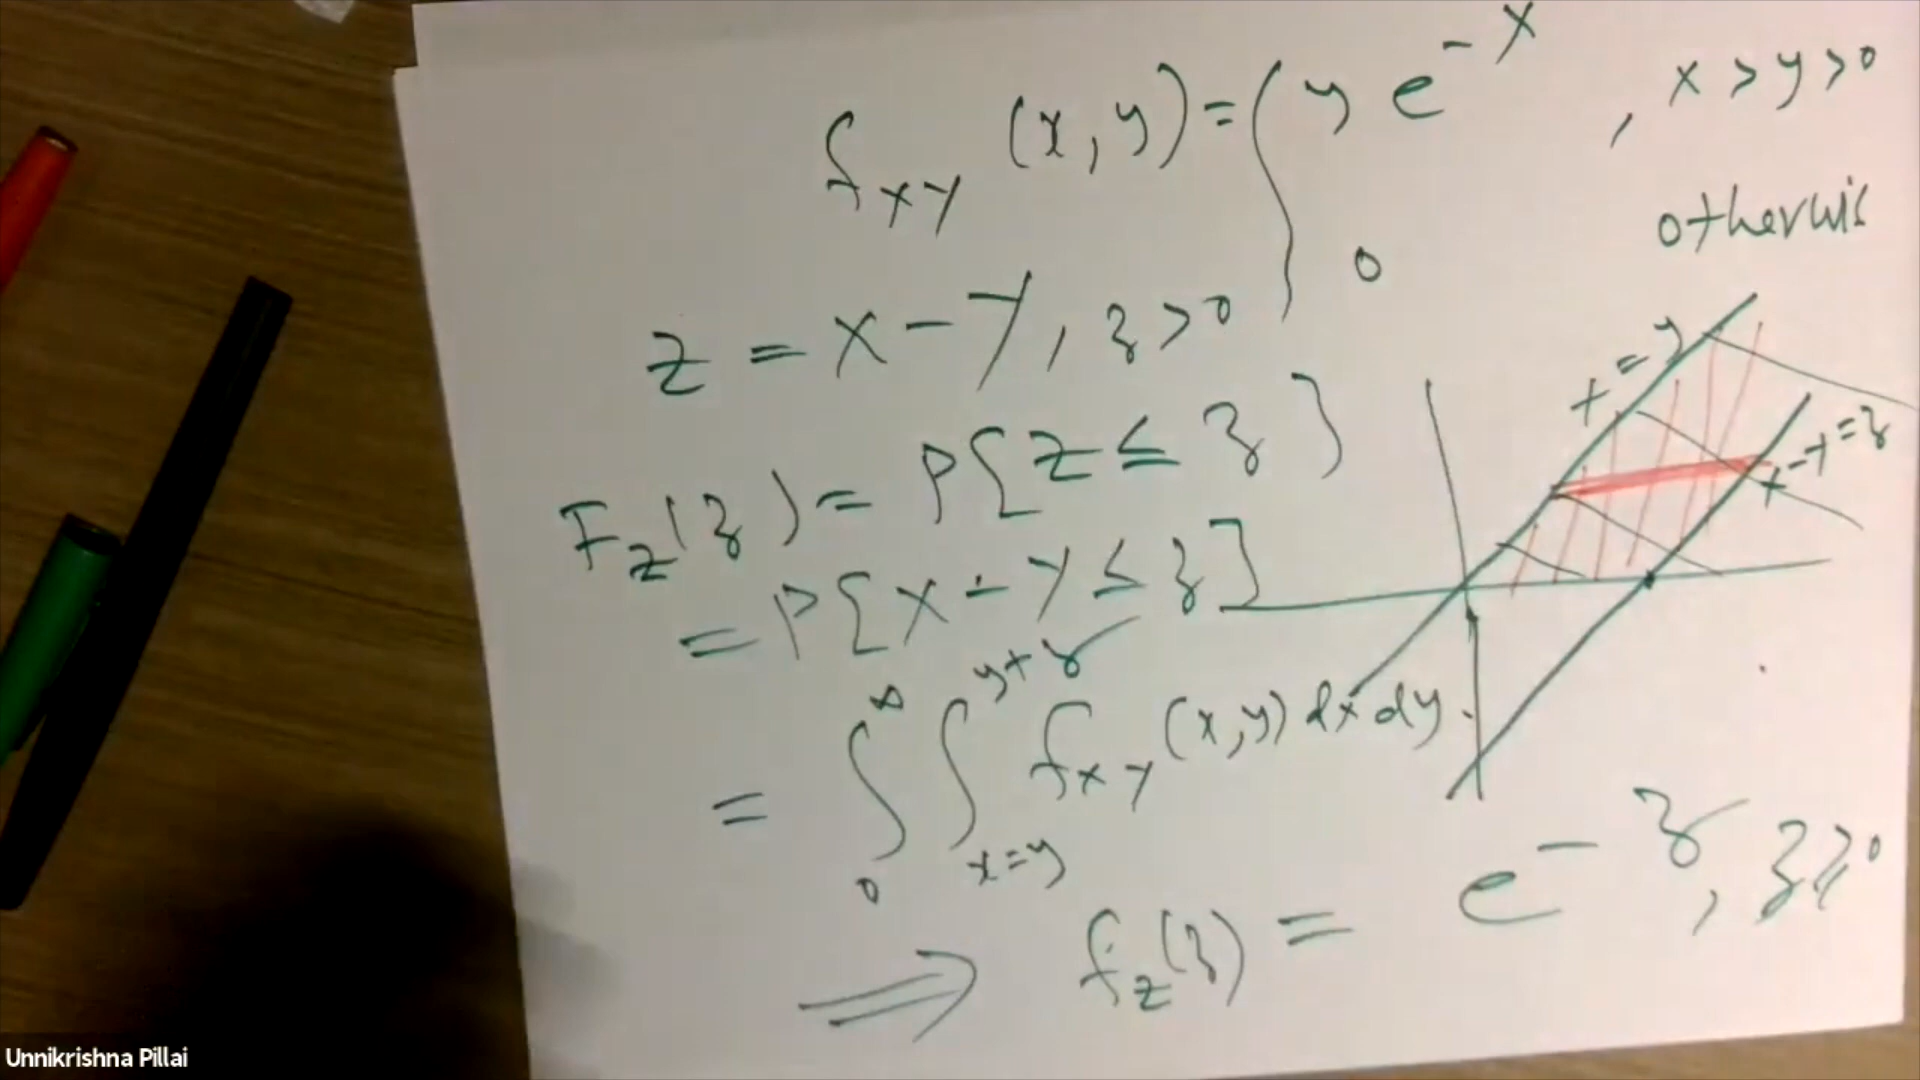 f_XY (x,y) = { y e^{-x} , x > y > 0
0 otherwis
Z = X - Y, z > 0
F_Z(z) = P{Z ≤ z}
= P{X - Y ≤ z}
= ∫_0^∞ ∫_{x=y}^{y+z} f_XY (x,y) dx dy.
⟹ f_Z(z) = e^{-z}, z ≥ 0
x = y
x - y = z
Unnikrishna Pillai